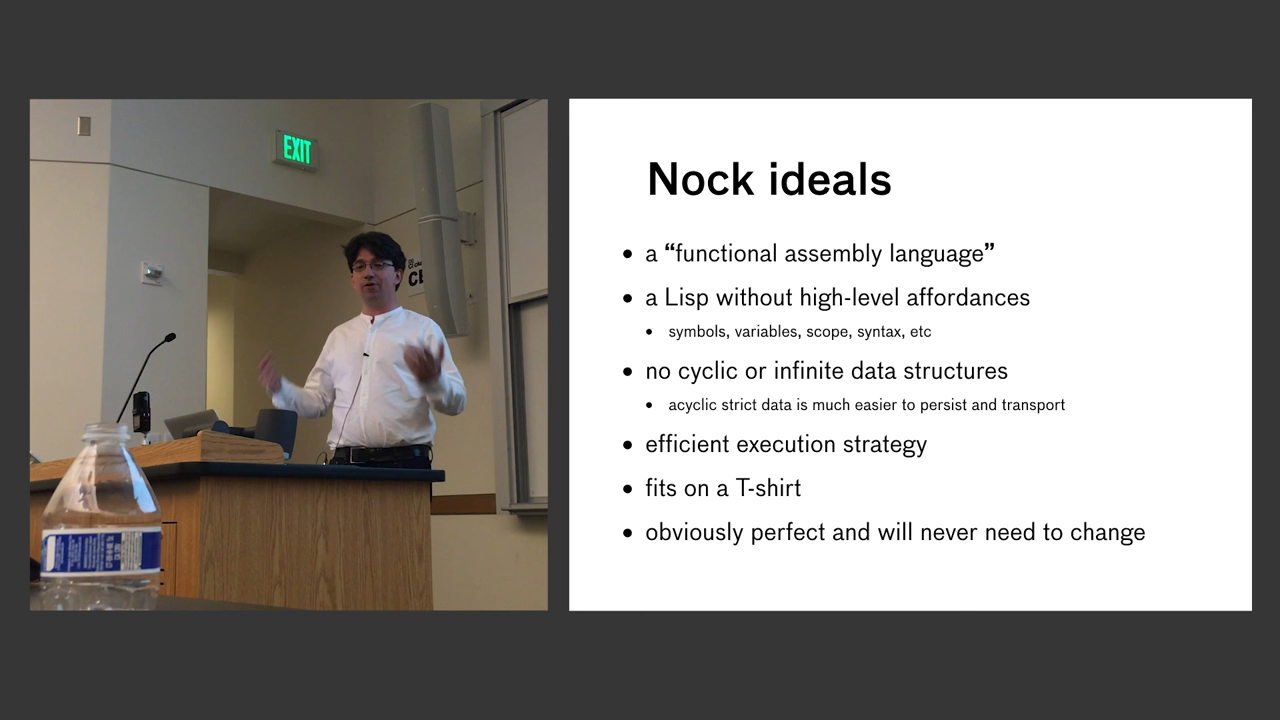 EXIT
Nock ideals
• a “functional assembly language”
• a Lisp without high-level affordances
• symbols, variables, scope, syntax, etc
• no cyclic or infinite data structures
• acyclic strict data is much easier to persist and transport
• efficient execution strategy
• fits on a T-shirt
• obviously perfect and will never need to change